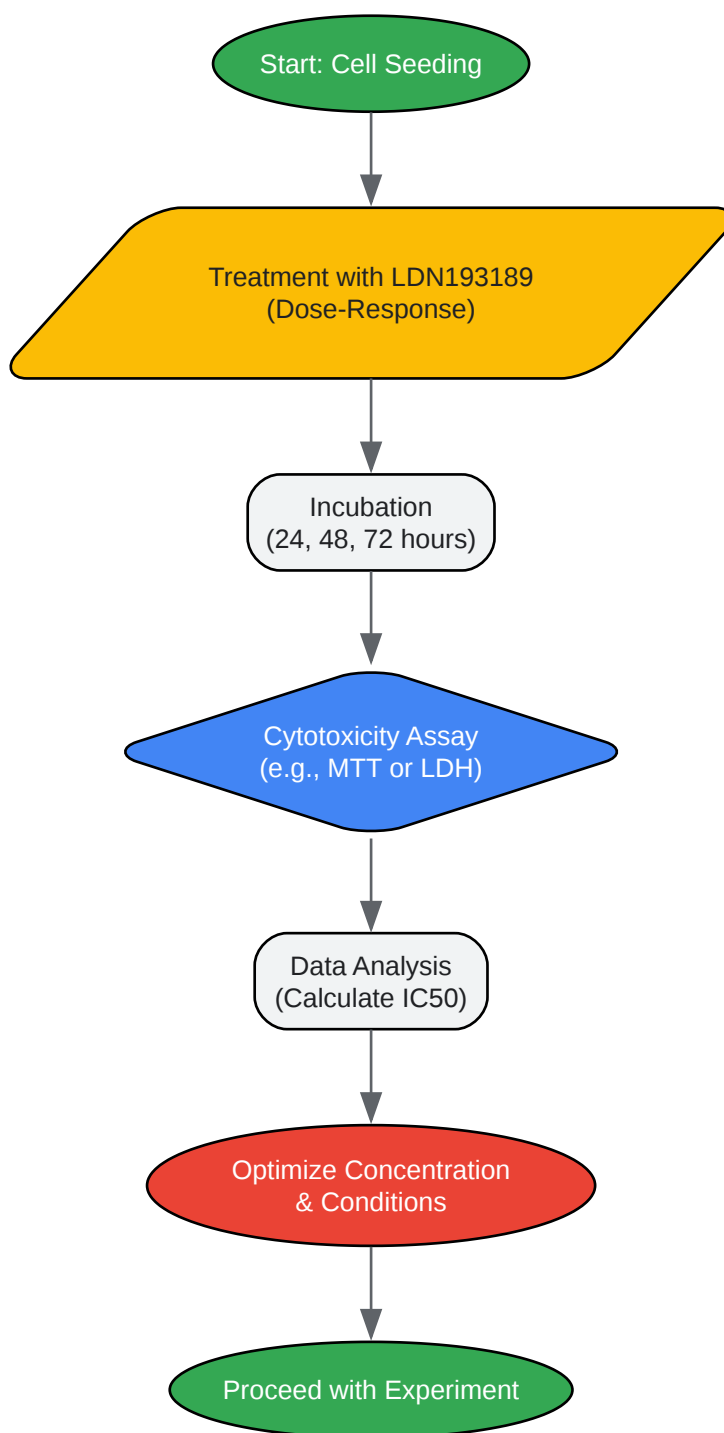 Start: Cell Seeding
Treatment with LDN193189
(Dose-Response)
Incubation
(24, 48, 72 hours)
Cytotoxicity Assay
(e.g., MTT or LDH)
Data Analysis
(Calculate IC50)
Optimize Concentration
& Conditions
Proceed with Experiment